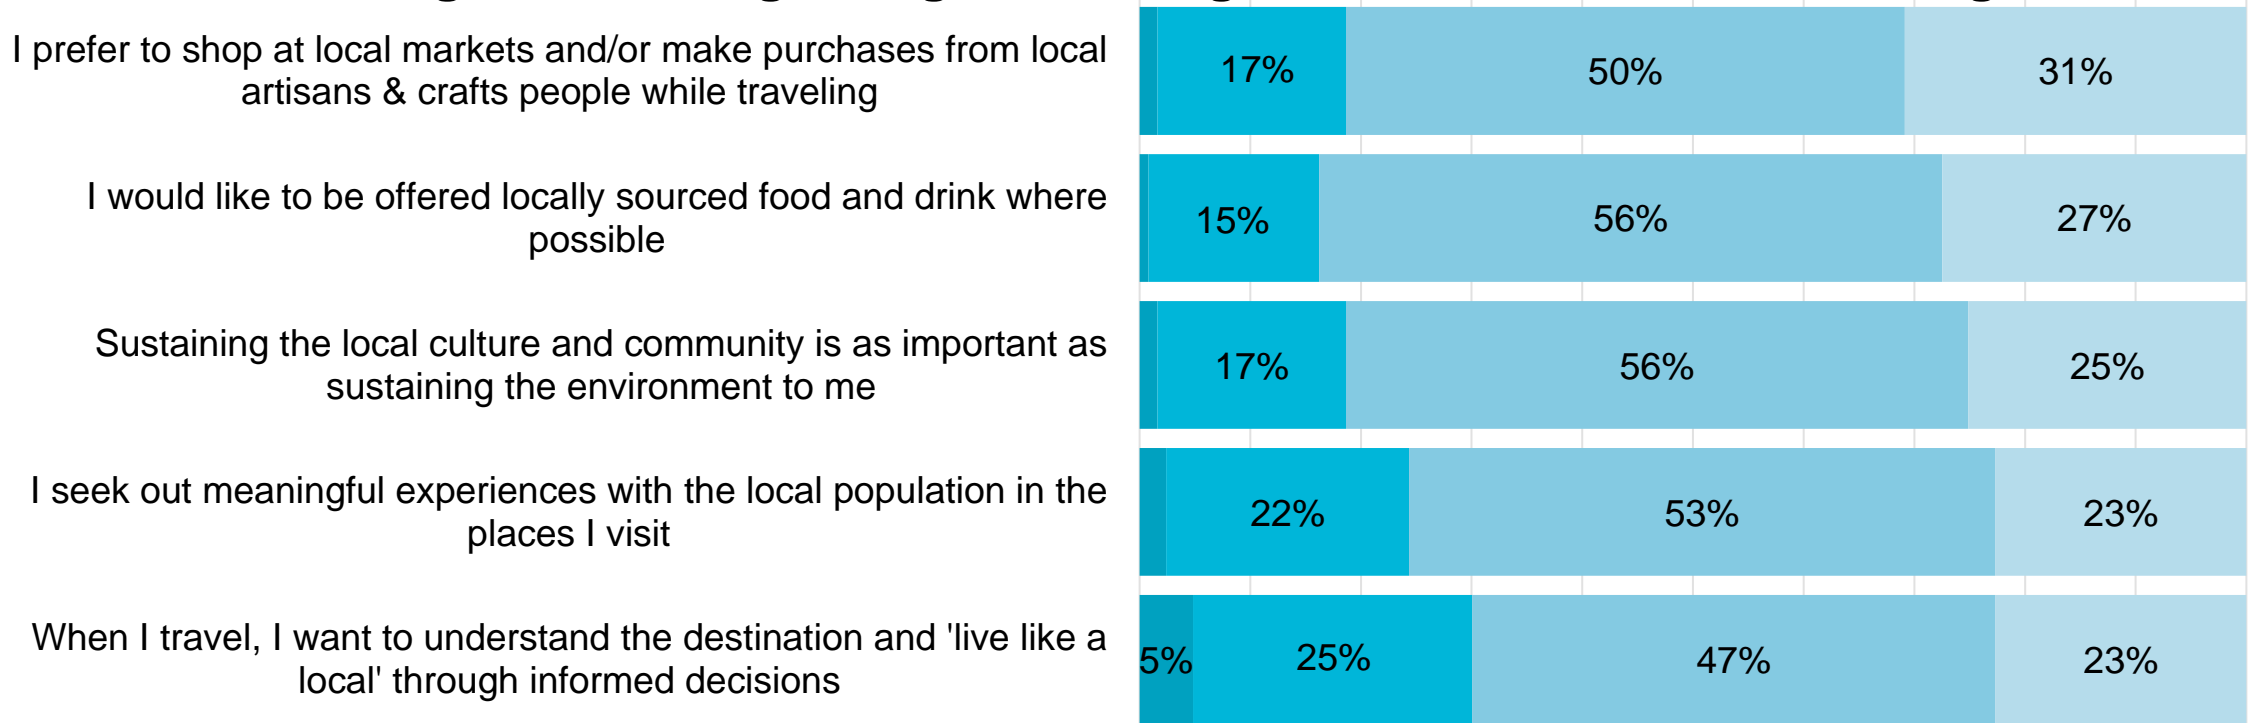 I prefer to shop at local markets and/or make purchases from local
artisans & crafts people while traveling
17%
50%
31%
I would like to be offered locally sourced food and drink where
possible
15%
56%
27%
Sustaining the local culture and community is as important as
sustaining the environment to me
17%
56%
25%
I seek out meaningful experiences with the local population in the
places I visit
22%
53%
23%
When I travel, I want to understand the destination and 'live like a
local' through informed decisions
5%
25%
47%
23%